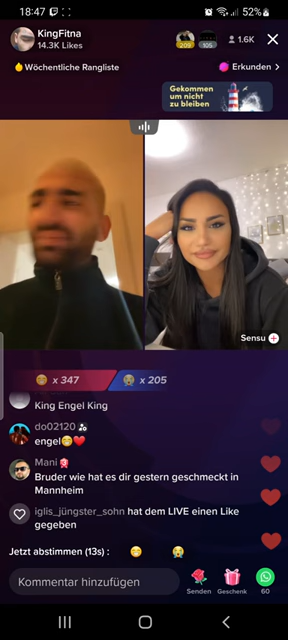 18:47
52%
KingFitna
14.3K Likes
209
105
1.6K
Wöchentliche Rangliste
Erkunden >
Gekommen
um nicht
zu bleiben
Sensu
x 347
x 205
King Engel King
do02120
engel😁❤️
Mani
Bruder wie hat es dir gestern geschmeckt in
Mannheim
iglis_jüngster_sohn hat dem LIVE einen Like
gegeben
Jetzt abstimmen (13s) : 😁 😭
Kommentar hinzufügen
Senden
Geschenk
60